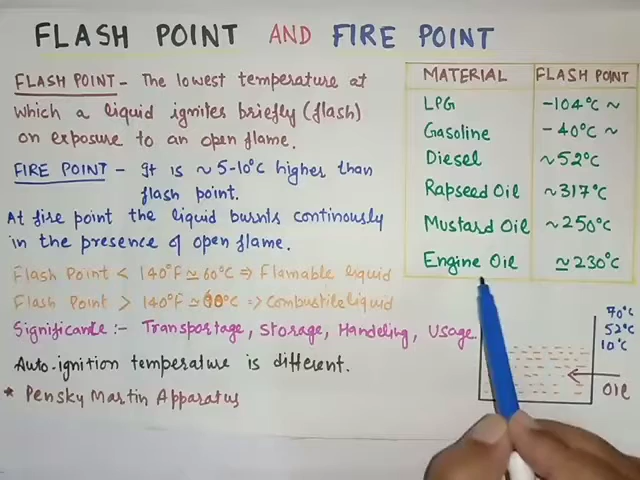 FLASH POINT AND FIRE POINT
FLASH POINT - The lowest temperature at
which a liquid ignites briefly (flash)
on exposure to an open flame.
FIRE POINT - It is ~ 5-10°C higher than
flash point.
At fire point the liquid burnts continously
in the presence of open flame.
Flash Point < 140°F ≃ 60°C ⇒ Flamable liquid
Flash Point > 140°F ≃ 60°C ⇒ Combustile liquid
Significante :- Transportage, Storage, Handeling, Usage
Auto-ignition temperature is different.
* Pensky Martin Apparatus
MATERIAL FLASH POINT
LPG -104°C ~
Gasoline -40°C ~
Diesel ~52°C
Rapseed Oil ~317°C
Mustard Oil ~250°C
Engine Oil ≃230°C
70°C
52°C
10°C
OIL